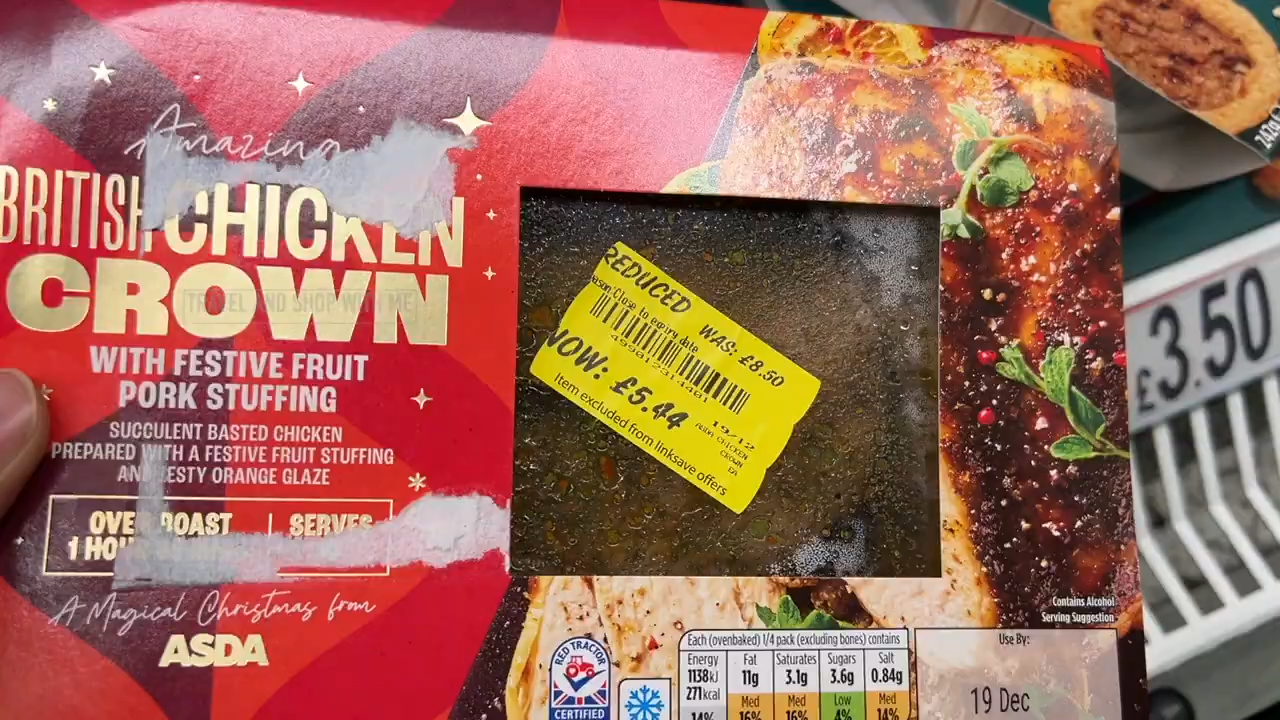 Amazing
BRITISH CHICKEN
CROWN
TRAVEL AND SHOP WITH ME
WITH FESTIVE FRUIT
PORK STUFFING
SUCCULENT BASTED CHICKEN
PREPARED WITH A FESTIVE FRUIT STUFFING
AND ZESTY ORANGE GLAZE
OVEN ROAST
SERVES
1 HOUR
A Magical Christmas from
ASDA
REDUCED WAS: £8.50
Close to expiry date
NOW: £5.44
19/12
ASDA CHICKEN
CROWN
EA
Item excluded from linksave offers
Contains Alcohol
Serving Suggestion
RED TRACTOR
CERTIFIED
Each (ovenbaked) 1/4 pack (excluding bones) contains
Energy
1138kJ
271kcal
14%
Fat
11g
Med
16%
Saturates
3.1g
Med
16%
Sugars
3.6g
Low
4%
Salt
0.84g
Med
14%
Use By:
19 Dec
£3.50